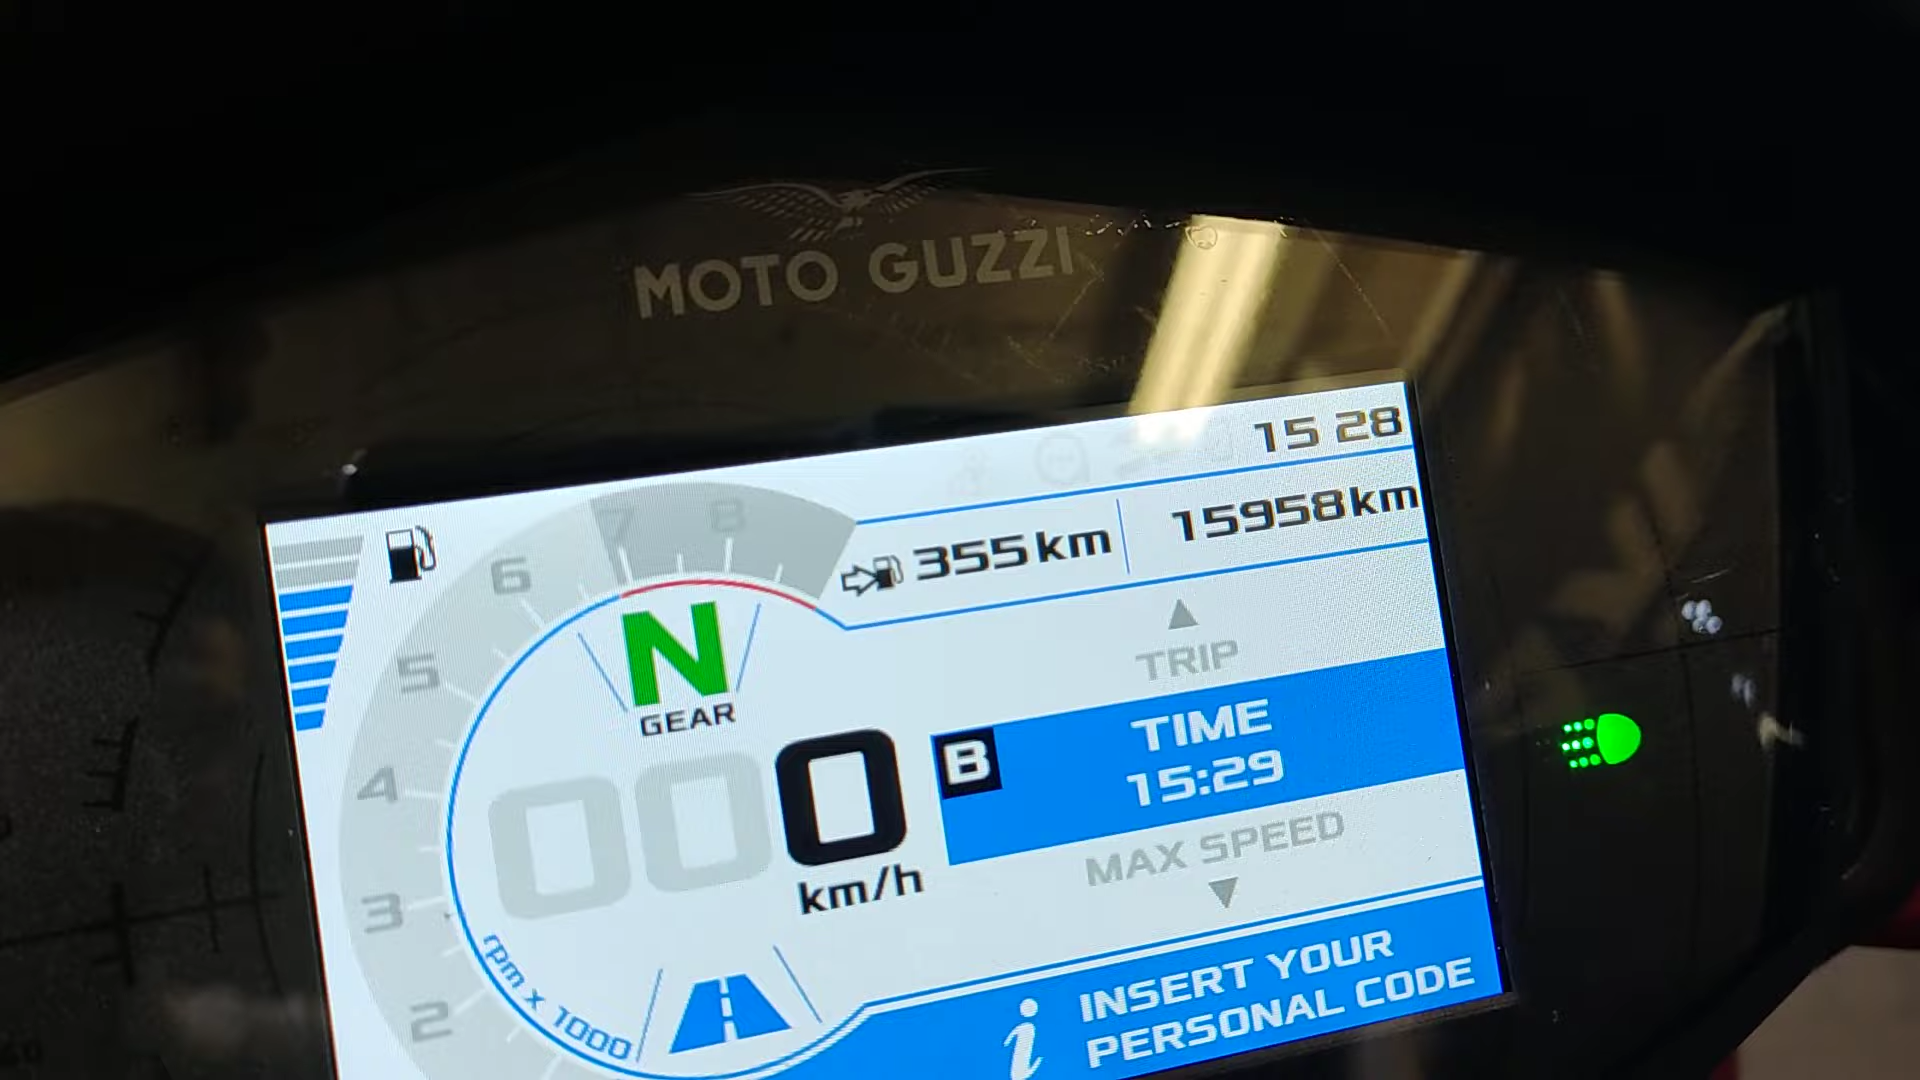 MOTO GUZZI
15 28
355 km
15958 km
8
7
6
5
4
3
2
rpm x 1000
N
GEAR
000
km/h
TRIP
B
TIME
15:29
MAX SPEED
i
INSERT YOUR
PERSONAL CODE